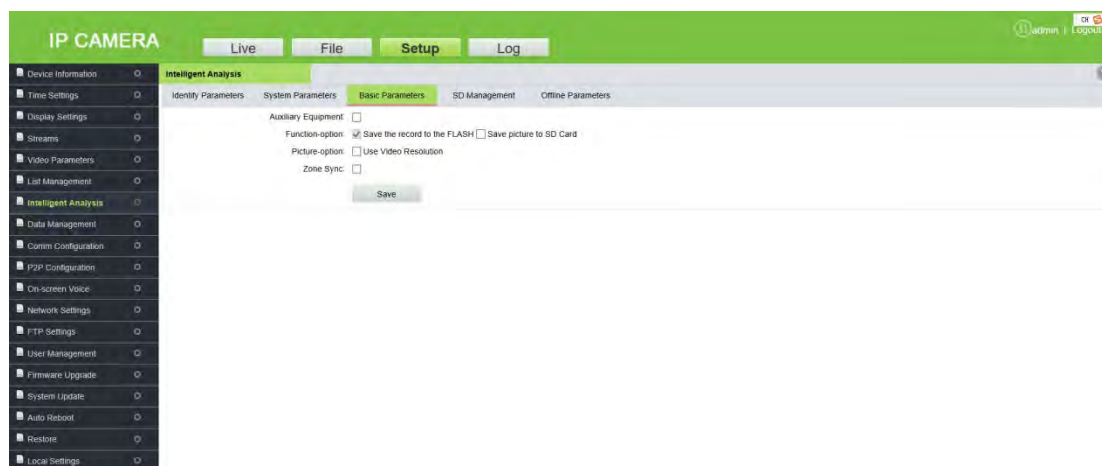 IP CAMERA
Live File Setup Log
admin | Logout
CH
Device Information
Time Settings
Display Settings
Streams
Video Parameters
List Management
Intelligent Analysis
Data Management
Comm Configuration
P2P Configuration
On-screen Voice
Network Settings
FTP Settings
User Management
Firmware Upgrade
System Update
Auto Reboot
Restore
Local Settings
Intelligent Analysis
Identify Parameters System Parameters Basic Parameters SD Management Offline Parameters
Auxiliary Equipment:
Function-option: Save the record to the FLASH Save picture to SD Card
Picture-option: Use Video Resolution
Zone Sync:
Save